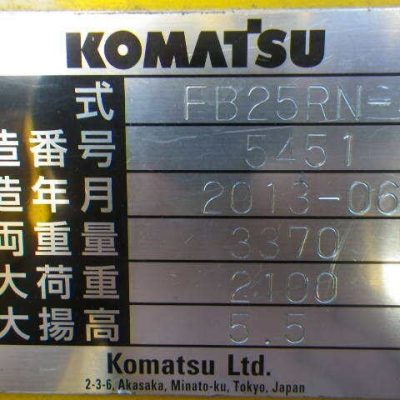 KOMATSU
式 FB25RN-
造番号 5451
造年月 2013-06
両重量 3370
大荷重 2100
大揚高 5.5
Komatsu Ltd.
2-3-6, Akasaka, Minato-ku, Tokyo, Japan